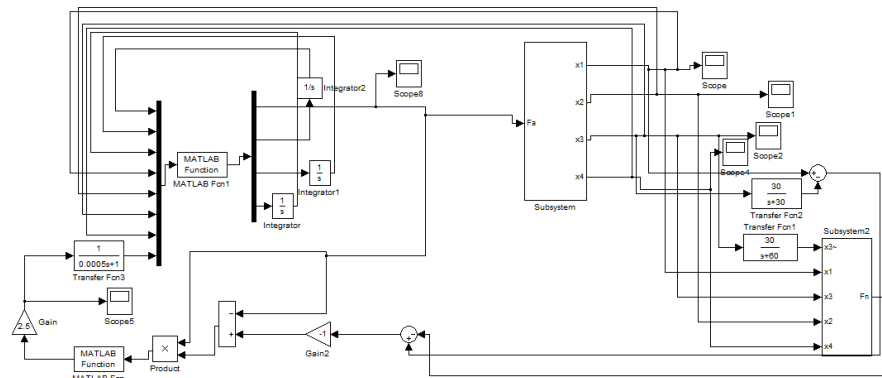 x1
Scope
1/s
Integrator2
Scope8
x2
Scope1
Fa
x3
Scope2
MATLAB
Function
MATLAB Fcn1
1
s
Integrator1
x4
Scope4
+
−
30
s+30
Transfer Fcn2
1
s
Integrator
Subsystem
Transfer Fcn1
Subsystem2
30
s+60
x3~
1
0.0005s+1
Transfer Fcn3
x1
Scope5
x3
Fn
2.5
Gain
−
+
-1
Gain2
−
+
x2
x4
MATLAB
Function
×
Product